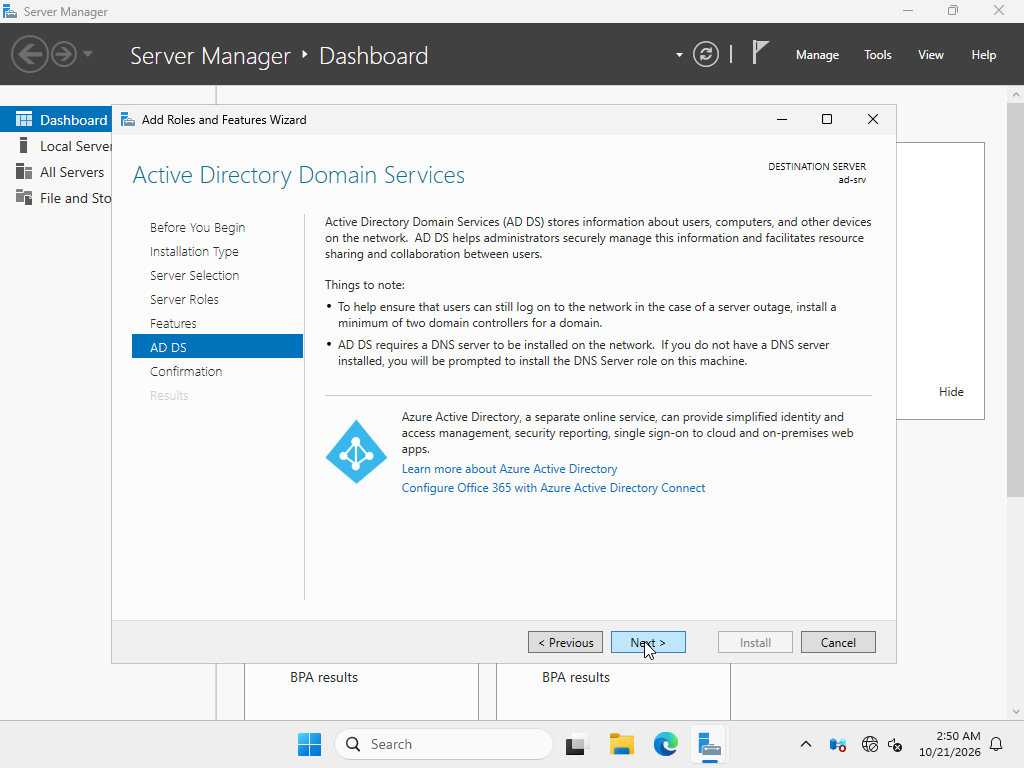 Server Manager
Server Manager ‣ Dashboard
Manage
Tools
View
Help
Dashboard
Local Server
All Servers
File and Sto
Add Roles and Features Wizard
Active Directory Domain Services
DESTINATION SERVER
ad-srv
Before You Begin
Installation Type
Server Selection
Server Roles
Features
AD DS
Confirmation
Results
Active Directory Domain Services (AD DS) stores information about users, computers, and other devices
on the network.  AD DS helps administrators securely manage this information and facilitates resource
sharing and collaboration between users.
Things to note:
• To help ensure that users can still log on to the network in the case of a server outage, install a
minimum of two domain controllers for a domain.
• AD DS requires a DNS server to be installed on the network.  If you do not have a DNS server
installed, you will be prompted to install the DNS Server role on this machine.
Azure Active Directory, a separate online service, can provide simplified identity and
access management, security reporting, single sign-on to cloud and on-premises web
apps.
Learn more about Azure Active Directory
Configure Office 365 with Azure Active Directory Connect
Hide
< Previous
Next >
Install
Cancel
BPA results
BPA results
Search
2:50 AM
10/21/2026